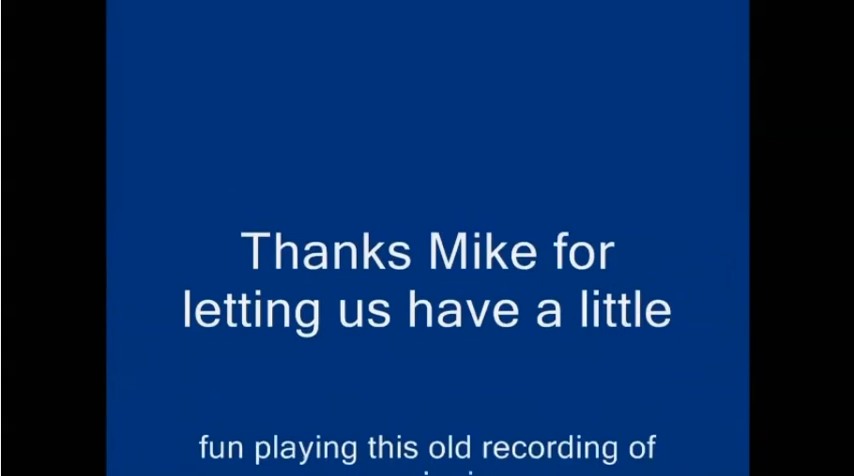 Thanks Mike for
letting us have a little
fun playing this old recording of